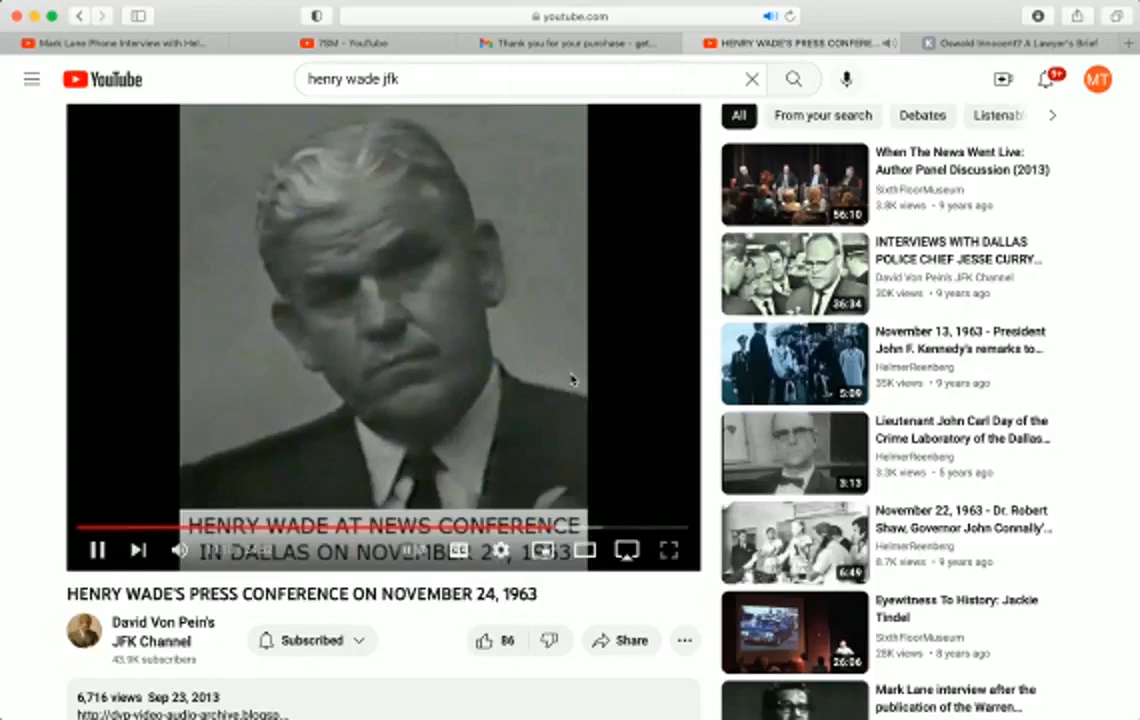 youtube.com
Mark Lane Phone Interview with Hel...
7SM - YouTube
Thank you for your purchase - get...
HENRY WADE'S PRESS CONFERE...
Oswald Innocent? A Lawyer's Brief
YouTube
henry wade jfk
9+
MT
All
From your search
Debates
Listenabl
When The News Went Live:
Author Panel Discussion (2013)
SixthFloorMuseum
3.8K views • 9 years ago
56:10
INTERVIEWS WITH DALLAS
POLICE CHIEF JESSE CURRY...
David Von Pein's JFK Channel
20K views • 9 years ago
26:34
November 13, 1963 - President
John F. Kennedy's remarks to...
HelmerReenberg
35K views • 9 years ago
5:09
Lieutenant John Carl Day of the
Crime Laboratory of the Dallas...
HelmerReenberg
3.3K views • 5 years ago
3:13
November 22, 1963 - Dr. Robert
Shaw, Governor John Connally'...
HelmerReenberg
8.7K views • 9 years ago
6:49
Eyewitness To History: Jackie
Tindel
SixthFloorMuseum
28K views • 8 years ago
26:06
Mark Lane interview after the
publication of the Warren...
HENRY WADE AT NEWS CONFERENCE
IN DALLAS ON NOVEMBER 24, 1963
HENRY WADE'S PRESS CONFERENCE ON NOVEMBER 24, 1963
David Von Pein's
JFK Channel
43.9K subscribers
Subscribed
86
Share
6,716 views Sep 23, 2013
http://dvp-video-audio-archive.blogsp...